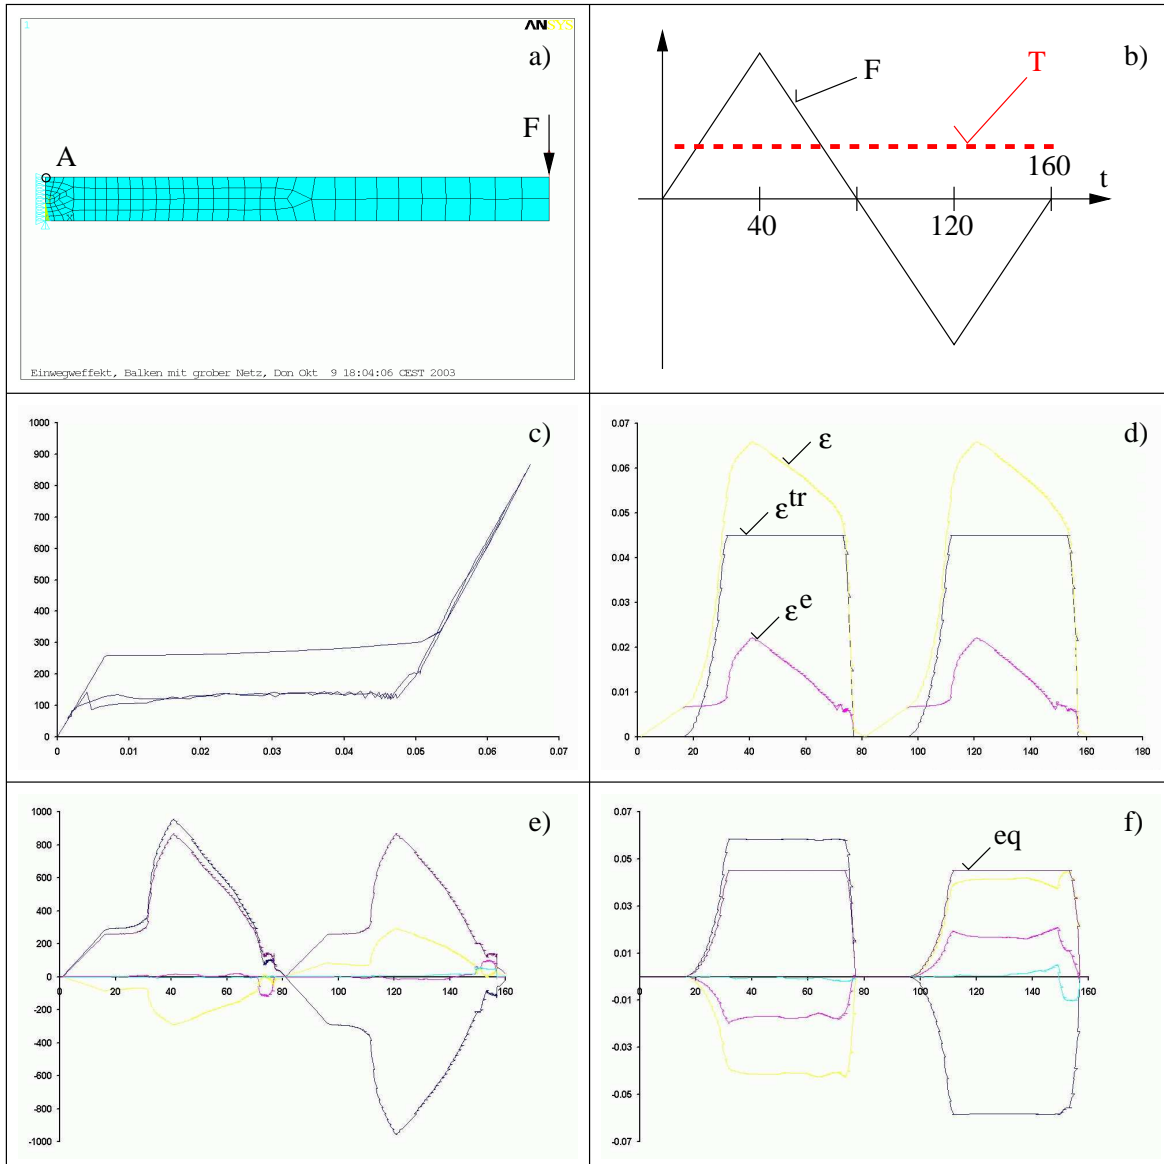 1
ANSYS
a)
F
A
Einwegweffekt, Balken mit grober Netz, Don Okt 9 18:04:06 CEST 2003
b)
F
T
160
t
40
120
c)
1000
900
800
700
600
500
400
300
200
100
0
0 0.01 0.02 0.03 0.04 0.05 0.06 0.07
d)
0.07
0.06
0.05
0.04
0.03
0.02
0.01
0
ε
ε^tr
ε^e
0 20 40 60 80 100 120 140 160 180
e)
1000
800
600
400
200
0
-200
-400
-600
-800
-1000
0 20 40 60 80 100 120 140 160
f)
0.07
0.05
0.03
0.01
-0.01
-0.03
-0.05
-0.07
eq
0 20 40 60 80 100 120 140 160